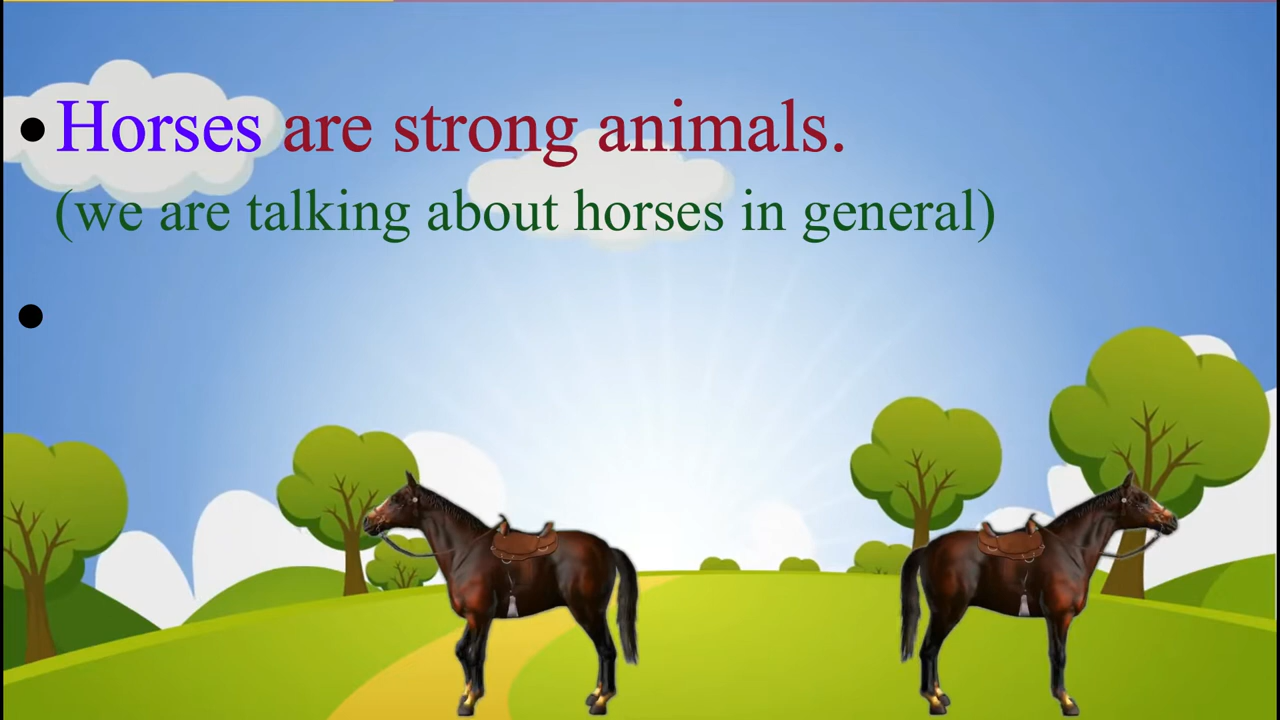 • Horses are strong animals.
(we are talking about horses in general)
•